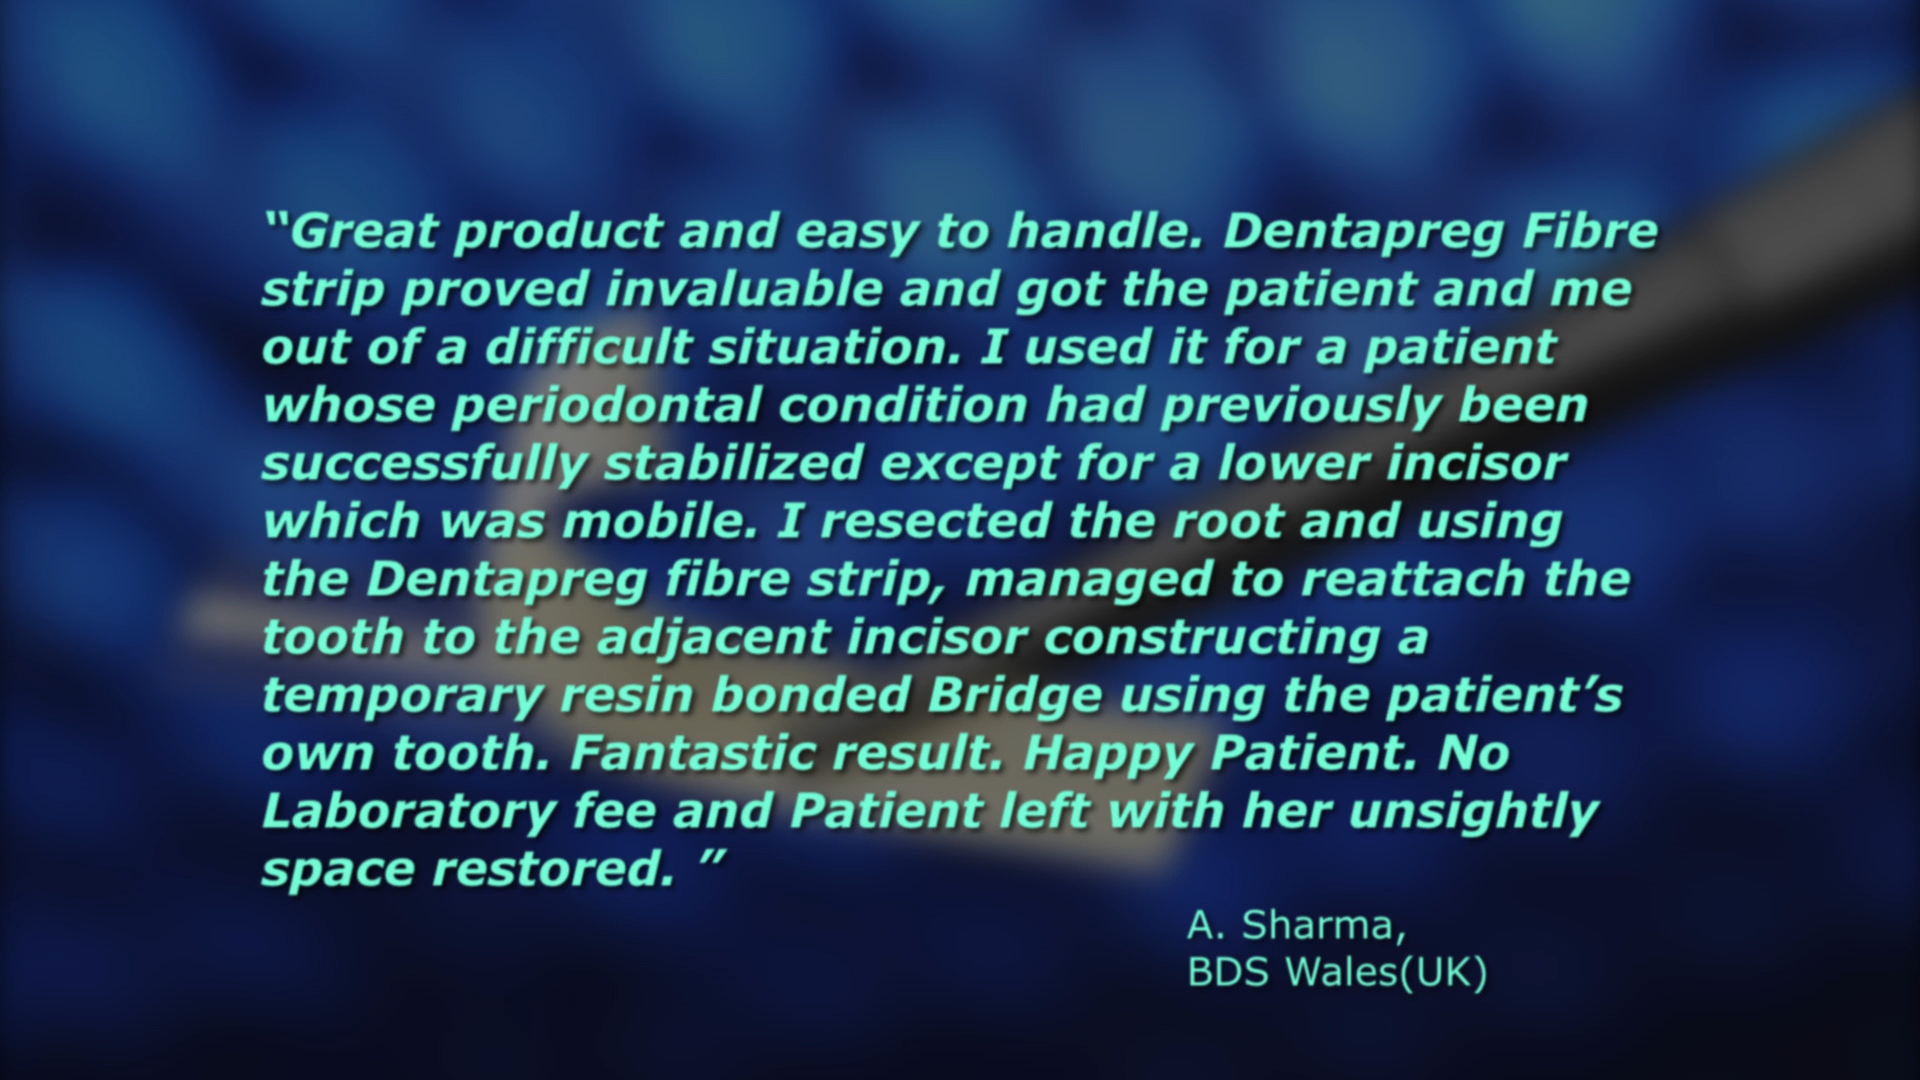 “Great product and easy to handle. Dentapreg Fibre
strip proved invaluable and got the patient and me
out of a difficult situation. I used it for a patient
whose periodontal condition had previously been
successfully stabilized except for a lower incisor
which was mobile. I resected the root and using
the Dentapreg fibre strip, managed to reattach the
tooth to the adjacent incisor constructing a
temporary resin bonded Bridge using the patient’s
own tooth. Fantastic result. Happy Patient. No
Laboratory fee and Patient left with her unsightly
space restored. ”
A. Sharma,
BDS Wales(UK)